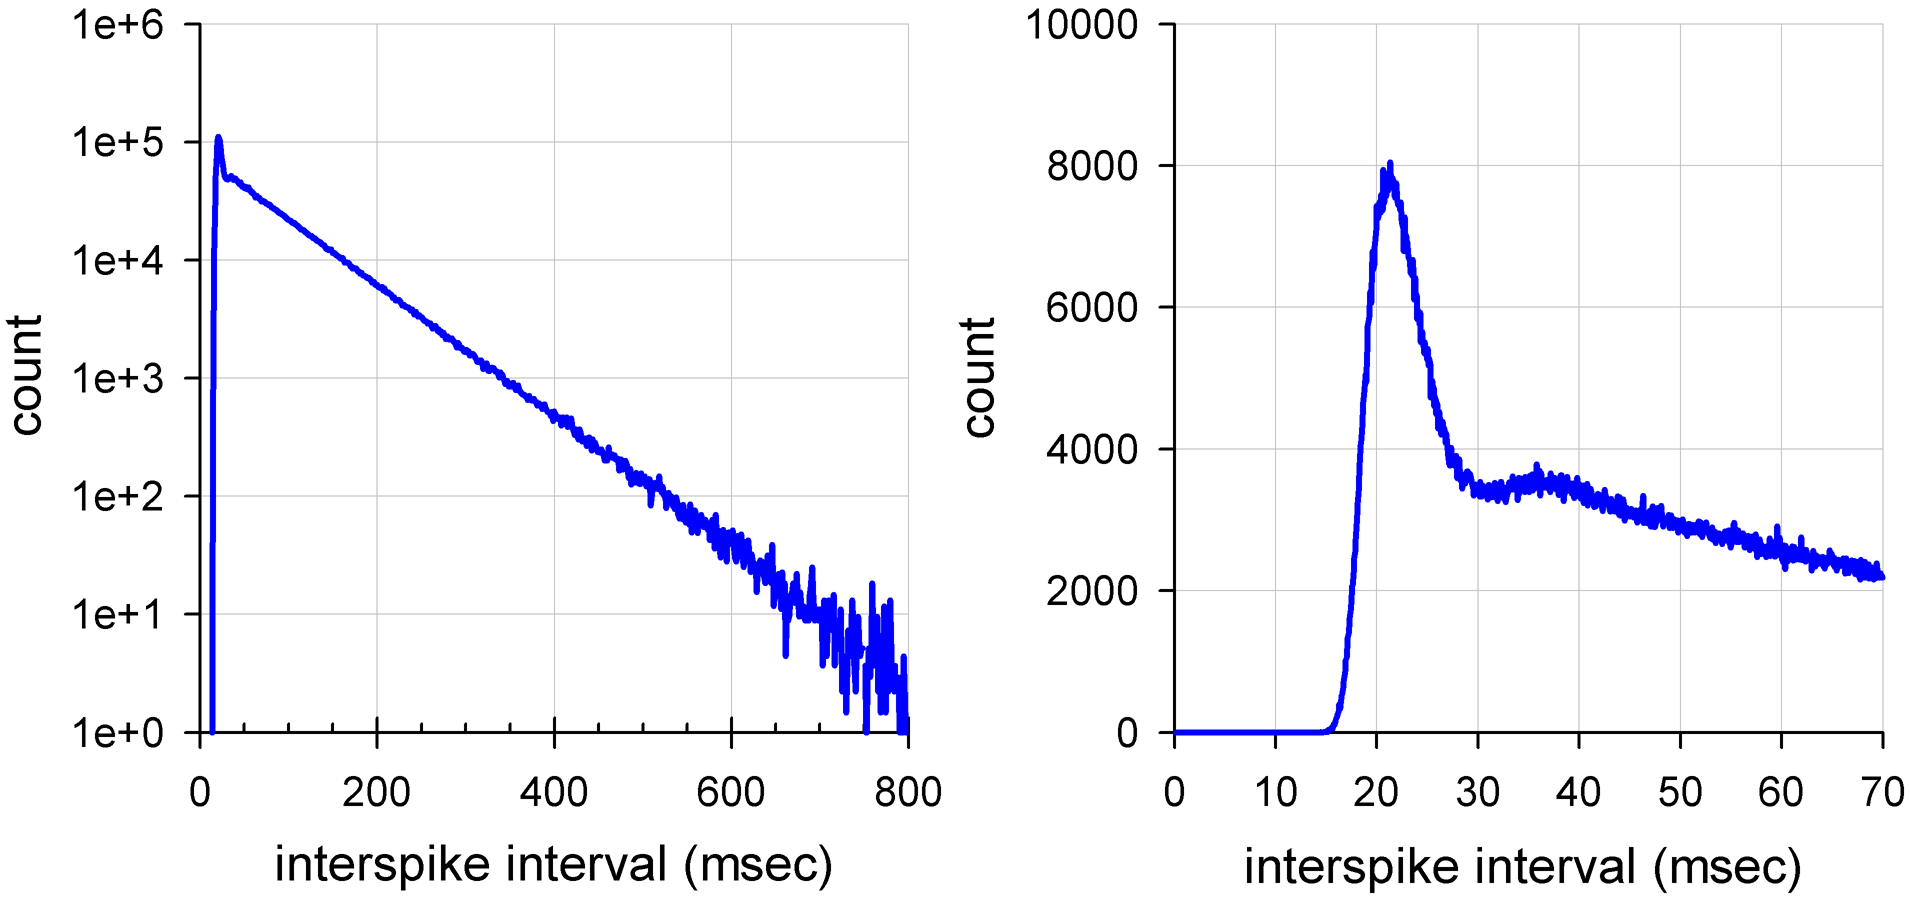 1e+6
1e+5
1e+4
1e+3
1e+2
1e+1
1e+0
count
0 200 400 600 800
interspike interval (msec)
10000
8000
6000
4000
2000
0
count
0 10 20 30 40 50 60 70
interspike interval (msec)